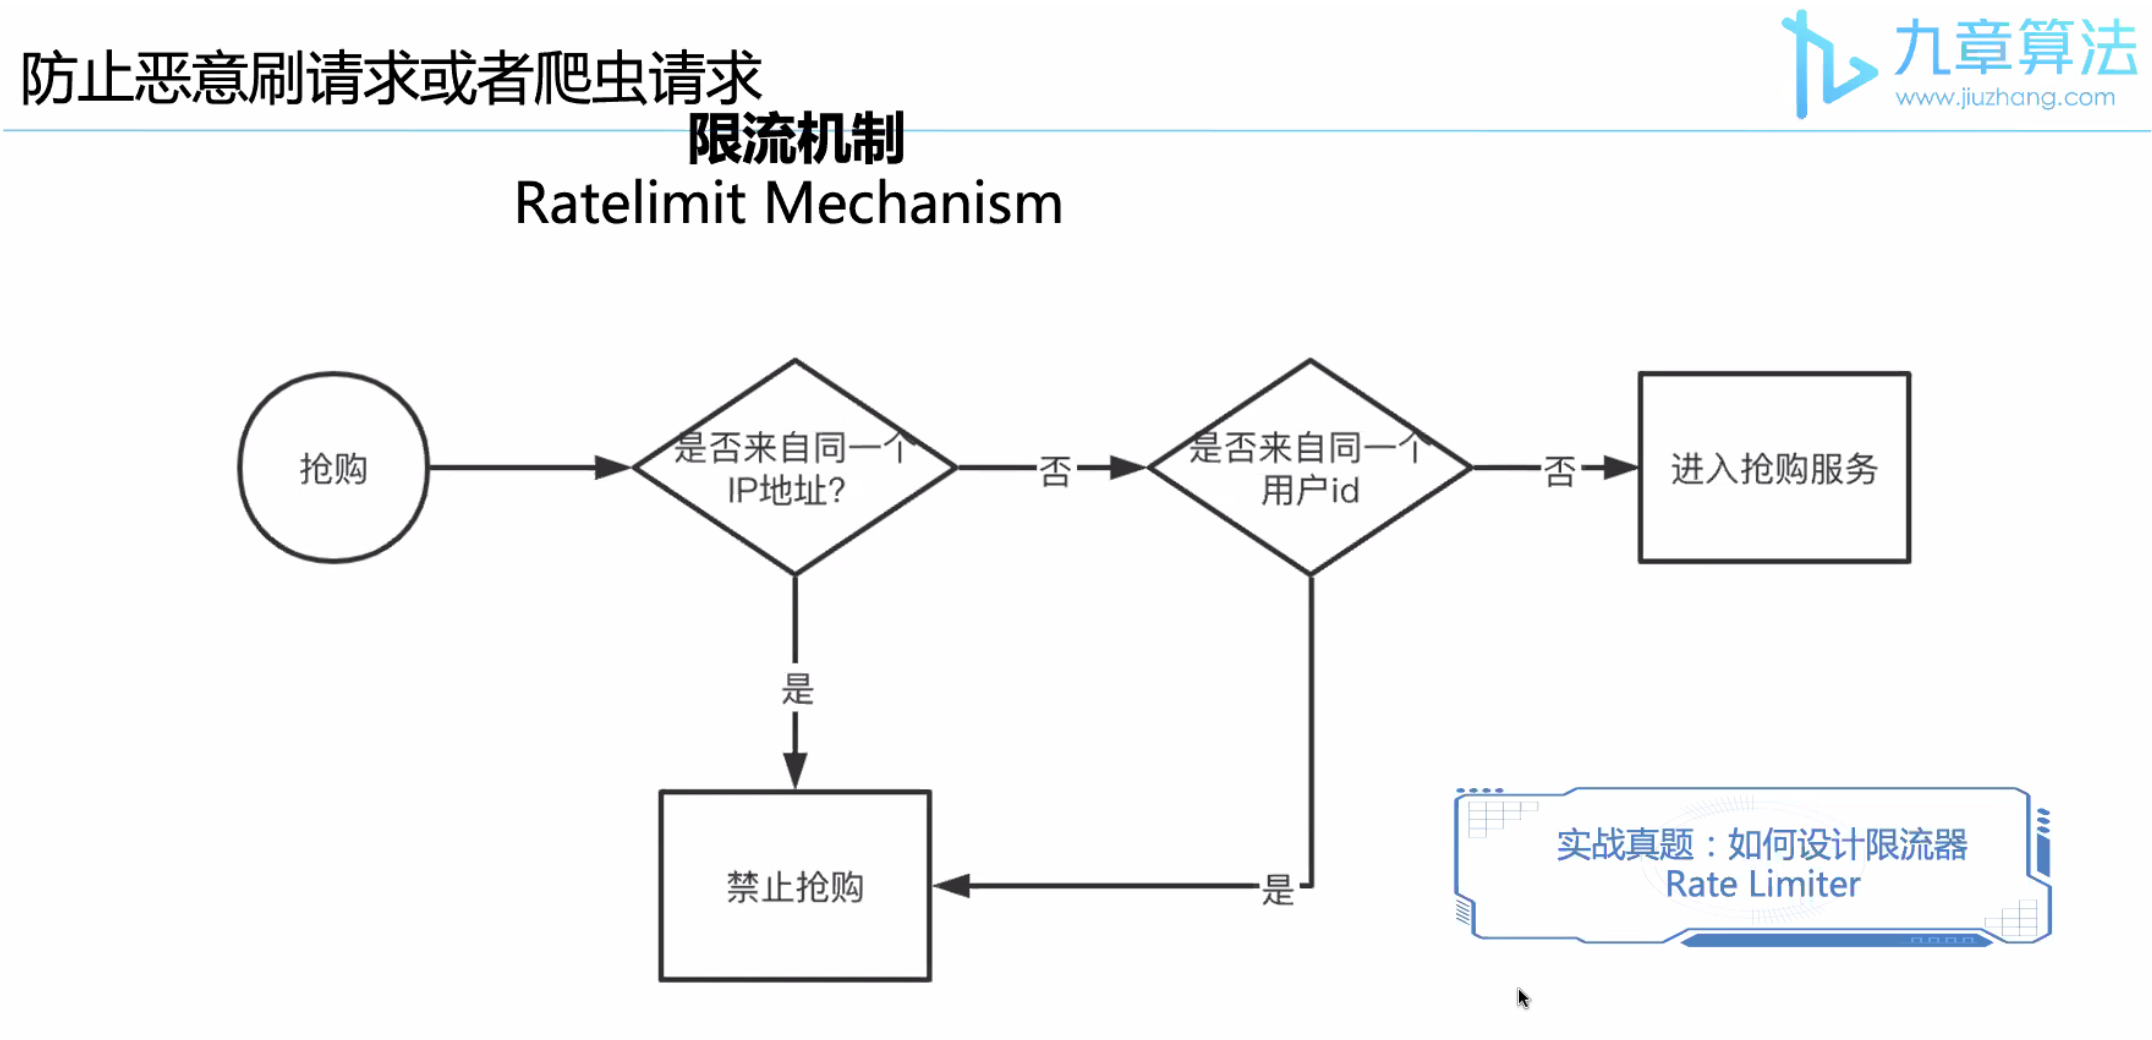 防止恶意刷请求或者爬虫请求
九章算法
www.jiuzhang.com
限流机制
Ratelimit Mechanism
抢购
是否来自同一个
IP地址?
否
是否来自同一个
用户id
否
进入抢购服务
是
禁止抢购
是
实战真题：如何设计限流器
Rate Limiter